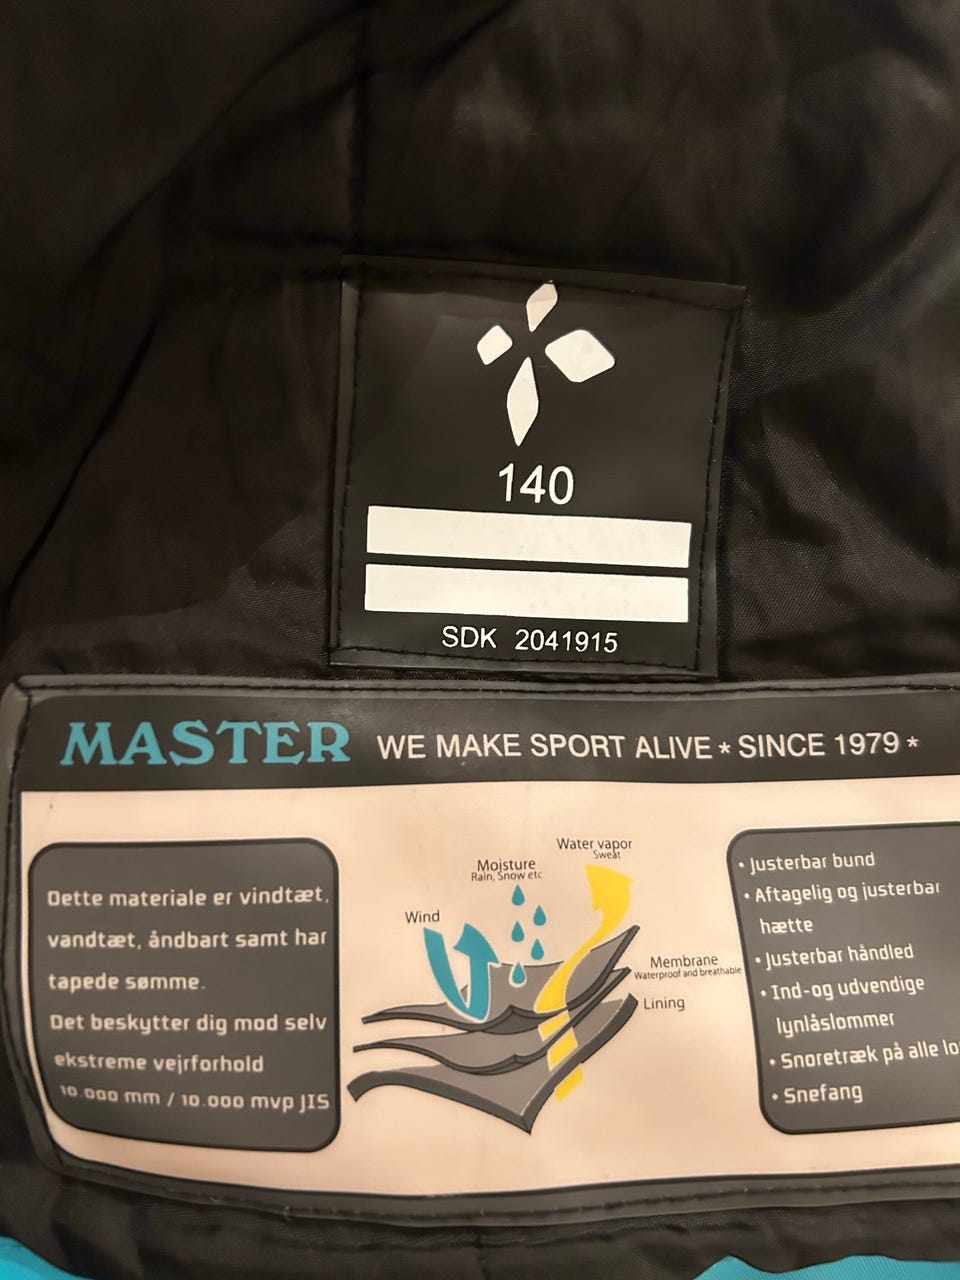 140
SDK 2041915
MASTER WE MAKE SPORT ALIVE * SINCE 1979 *
Dette materiale er vindtæt,
vandtæt, åndbart samt har
tapede sømme.
Det beskytter dig mod selv
ekstreme vejrforhold
10.000 mm / 10.000 mvp JIS
Water vapor
Sweat
Moisture
Rain, Snow etc
Wind
Membrane
Waterproof and breathable
Lining
• Justerbar bund
• Aftagelig og justerbar
hætte
• Justerbar håndled
• Ind-og udvendige
lynlåslommer
• Snoretræk på alle
• Snefang